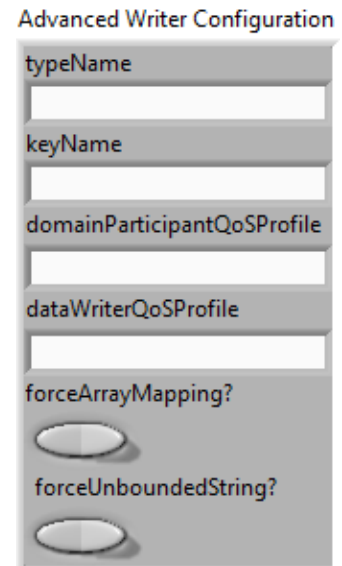 Advanced Writer Configuration
typeName
keyName
domainParticipantQoSProfile
dataWriterQoSProfile
forceArrayMapping?
forceUnboundedString?